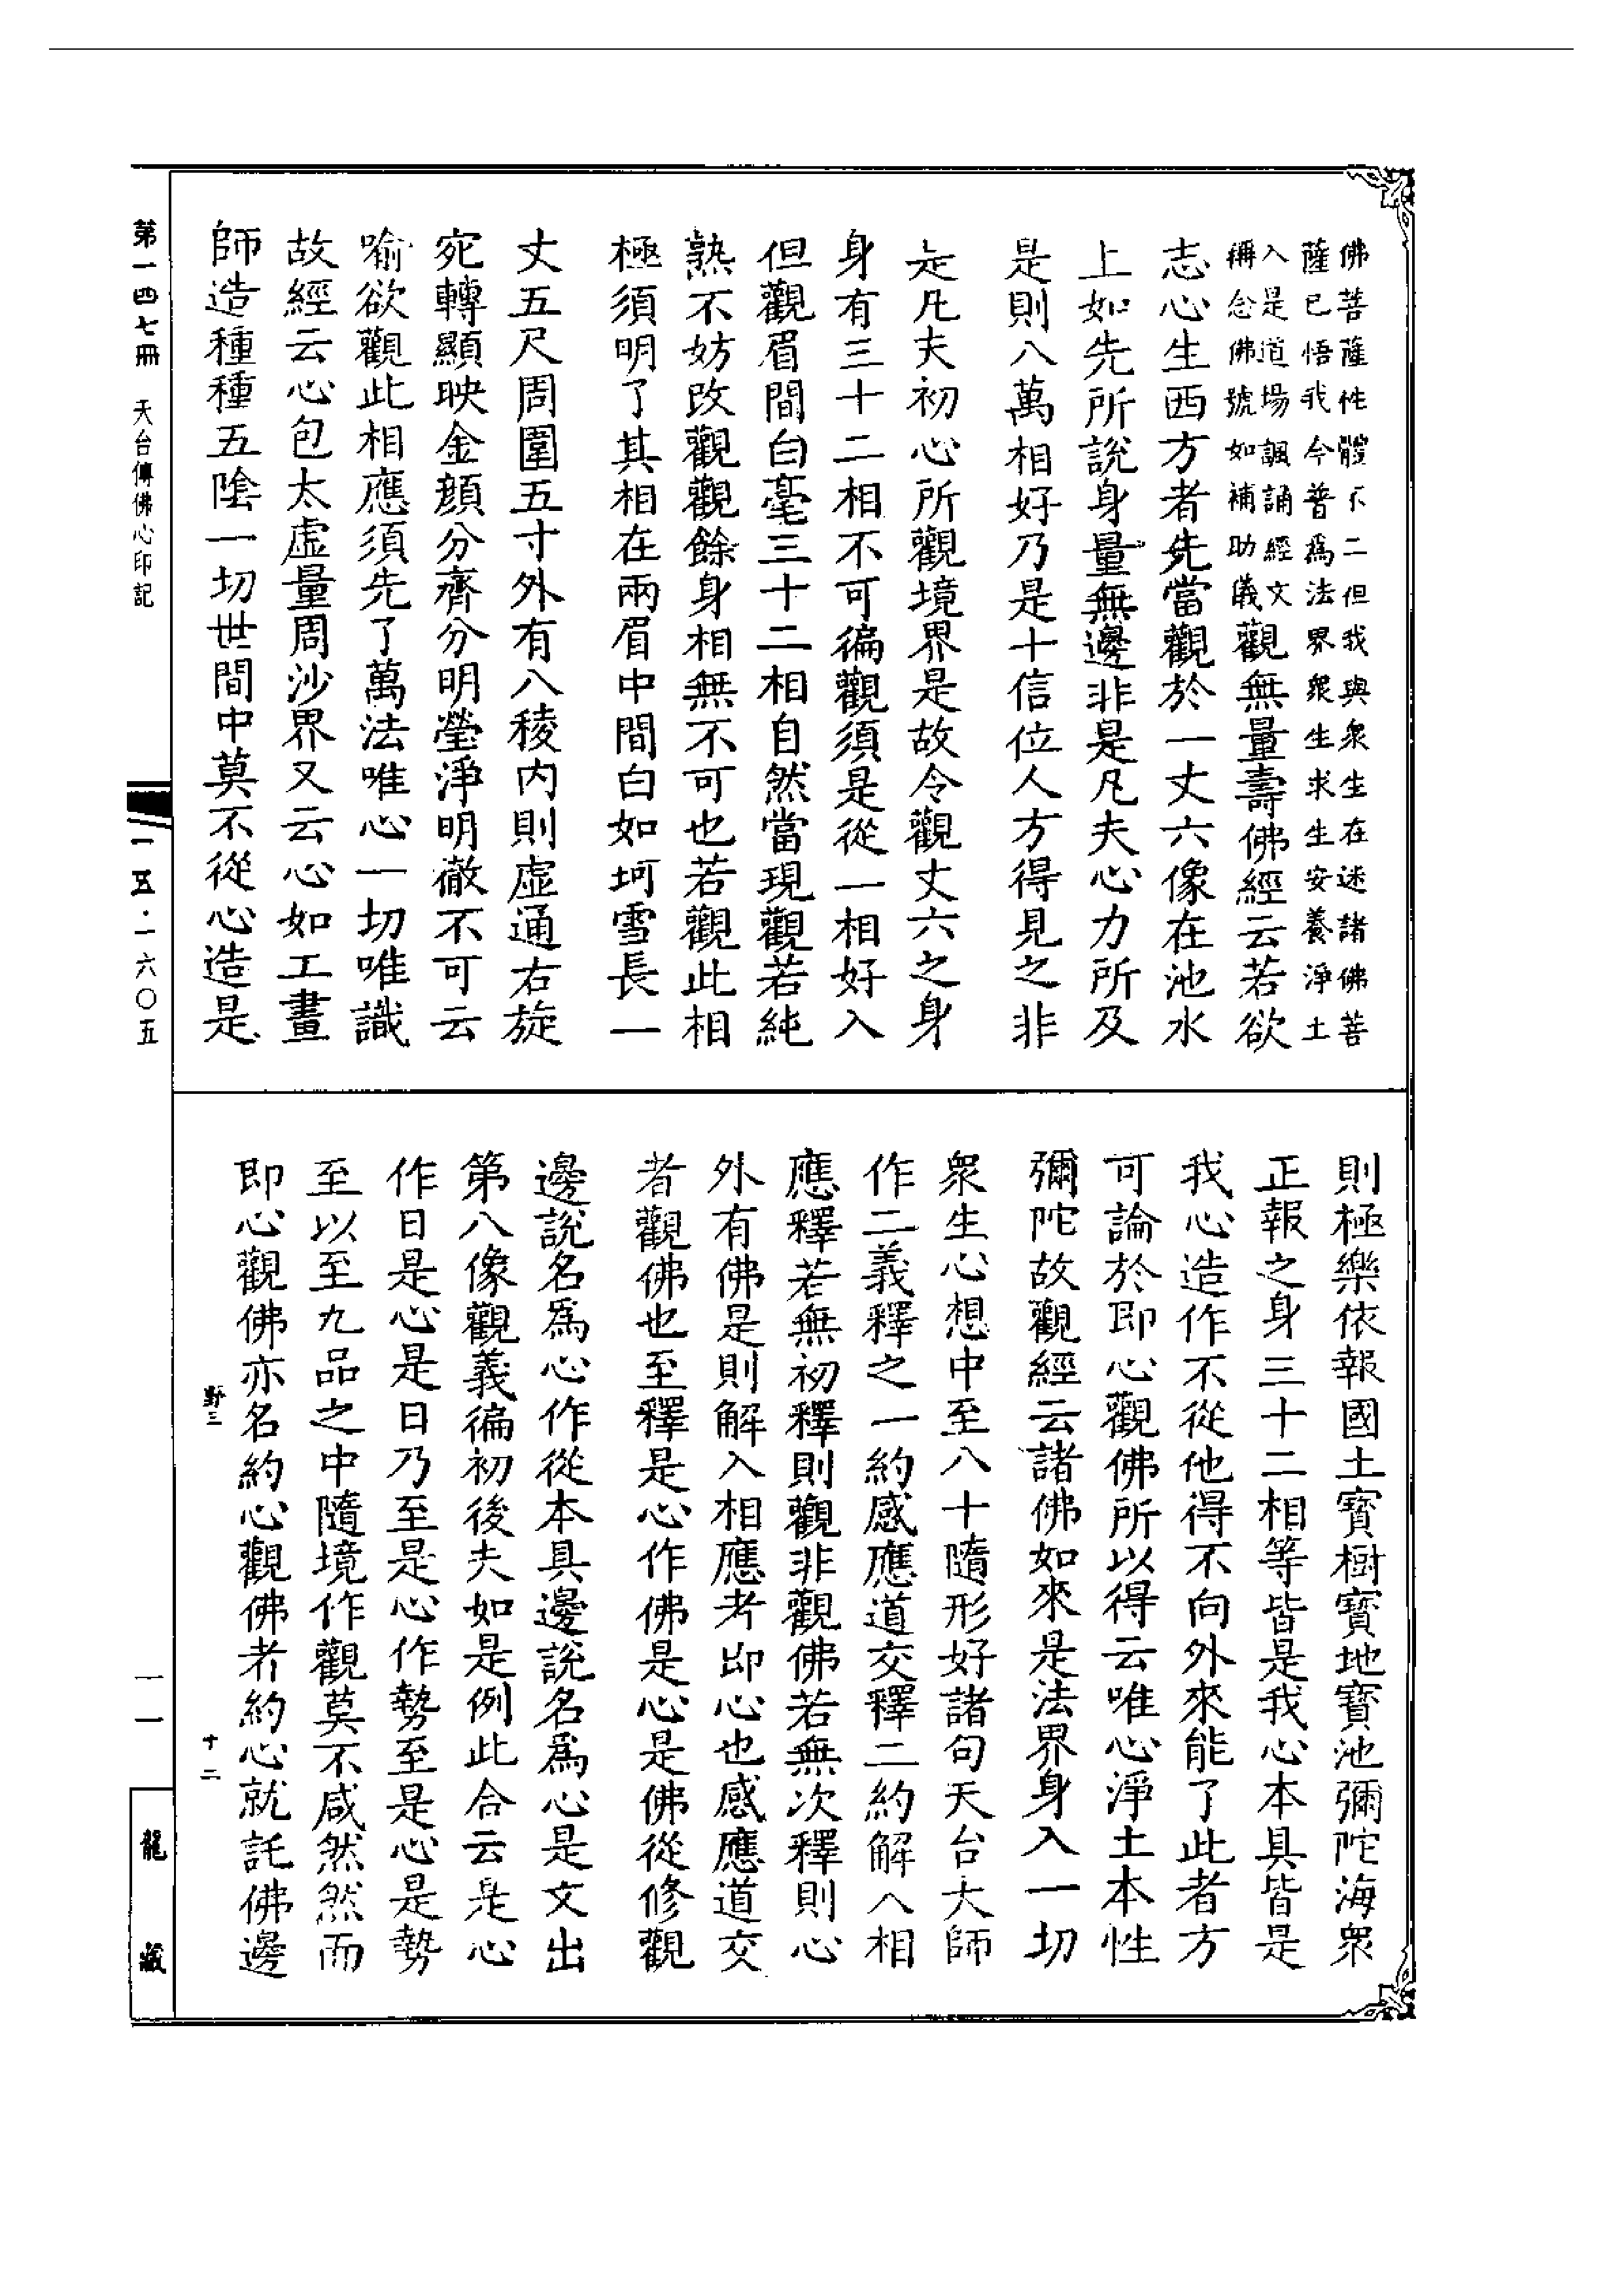 佛菩薩性體不二但我與衆生在迷諸佛菩
薩已悟我今普爲法界衆生求生安養淨土
入是道場諷誦經文
稱念佛號如補助儀
觀無量壽佛經云若欲
志心生西方者先當觀於一丈六像在池水
上如先所説身量無邊非是凡夫心力所及
是則八萬相好乃是十信位人方得見之非
是凡夫初心所觀境界是故令觀丈六之身
身有三十二相不可徧觀須是從一相好入
但觀眉間白毫三十二相自然當現觀若純
熟不妨改觀觀餘身相無不可也若觀此相
極須明了其相在兩眉中間白如珂雪長一
丈五尺周圍五寸外有八稜内則虛通右旋
宛轉顯映金顏分齊分明瑩淨明徹不可云
喻欲觀此相應須先了萬法唯心一切唯識
故經云心包太虛量周沙界又云心如工畫
師造種種五陰一切世間中莫不從心造是
則極樂依報國土寳樹寳地寳池彌陀海衆
正報之身三十二相等皆是我心本具皆是
我心造作不從他得不向外來能了此者方
可論於即心觀佛所以得云唯心淨土本性
彌陀故觀經云諸佛如來是法界身入一切
衆生心想中至八十隨形好諸句天台大師
作二義釋之一約感應道交釋二約解入相
應釋若無初釋則觀非觀佛若無次釋則心
外有佛是則解入相應者卽心也感應道交
者觀佛也至釋是心作佛是心是佛從修觀
邊説名爲心作從本具邊説名爲心是文出
第八像觀義徧初後夫如是例此合云是心
作日是心是日乃至是心作勢至是心是勢
至以至九品之中隨境作觀莫不咸然然而
即心觀佛亦名約心觀佛者約心就託佛邊
野三
十二
第一四七冊 天台傳佛心印記
一五·一六〇五
一一
龍藏